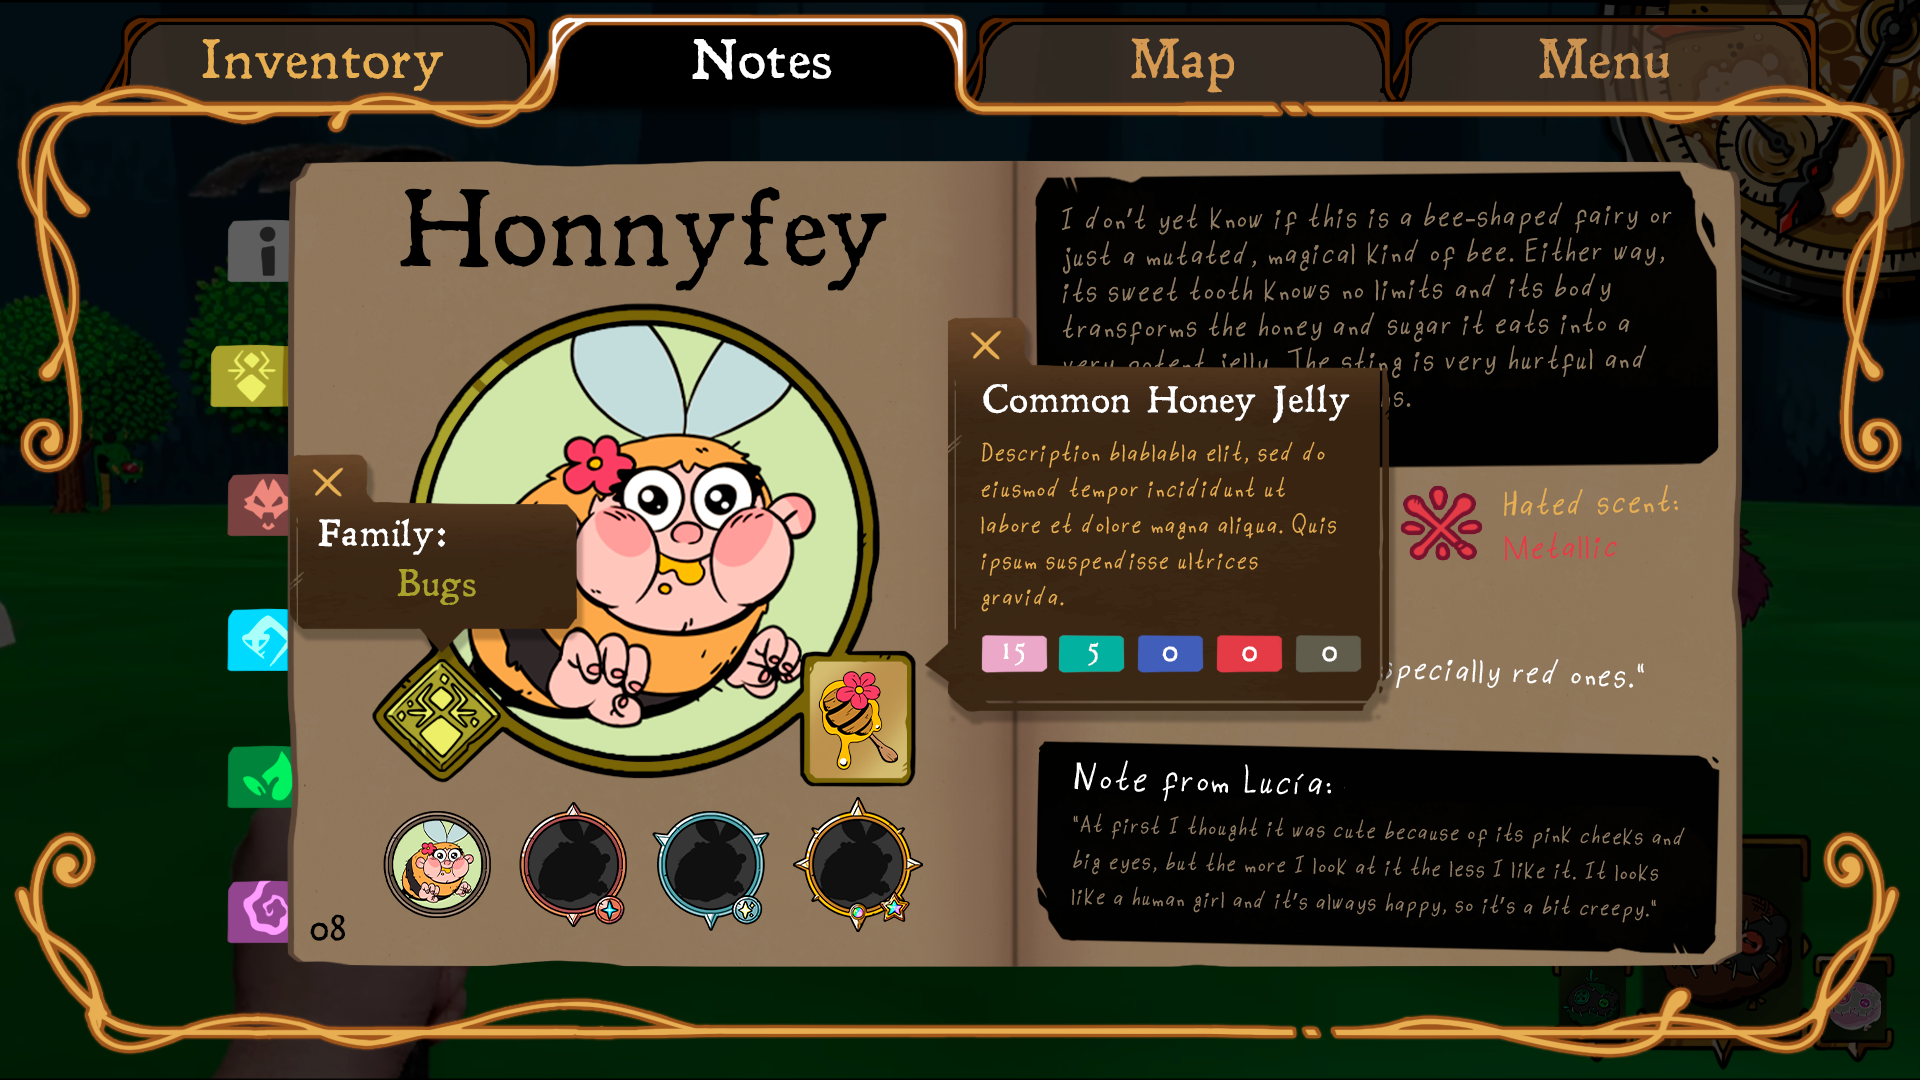 Inventory
Notes
Map
Menu
Honnyfey
I don't yet know if this is a bee-shaped fairy or
just a mutated, magical kind of bee. Either way,
its sweet tooth knows no limits and its body
transforms the honey and sugar it eats into a
very potent jelly. The sting is very hurtful and
s.
Common Honey Jelly
Description blablabla elit, sed do
eiusmod tempor incididunt ut
labore et dolore magna aliqua. Quis
ipsum suspendisse ultrices
gravida.
15 5 0 0 0
Hated scent:
Metallic
Family:
Bugs
specially red ones."
Note from Lucía:
"At first I thought it was cute because of its pink cheeks and
big eyes, but the more I look at it the less I like it. It looks
like a human girl and it's always happy, so it's a bit creepy."
08